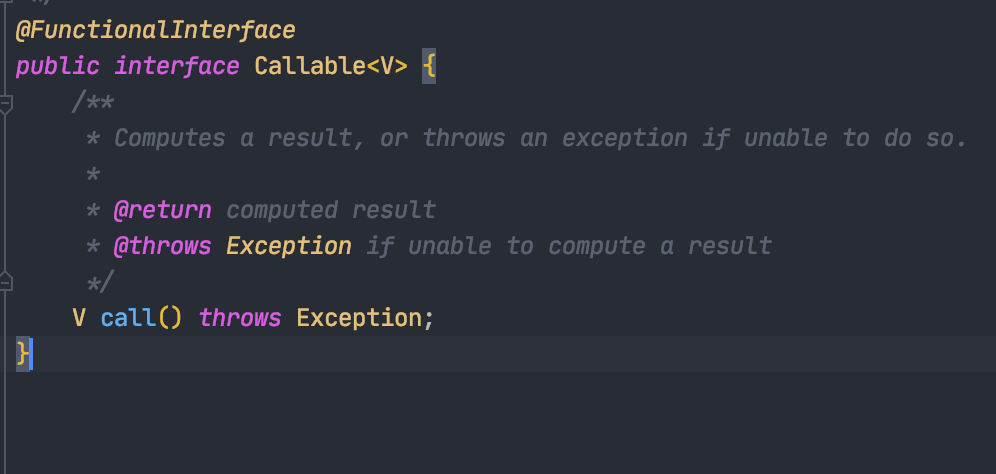 */
@FunctionalInterface
public interface Callable<V> {
/**
* Computes a result, or throws an exception if unable to do so.
*
* @return computed result
* @throws Exception if unable to compute a result
*/
V call() throws Exception;
}